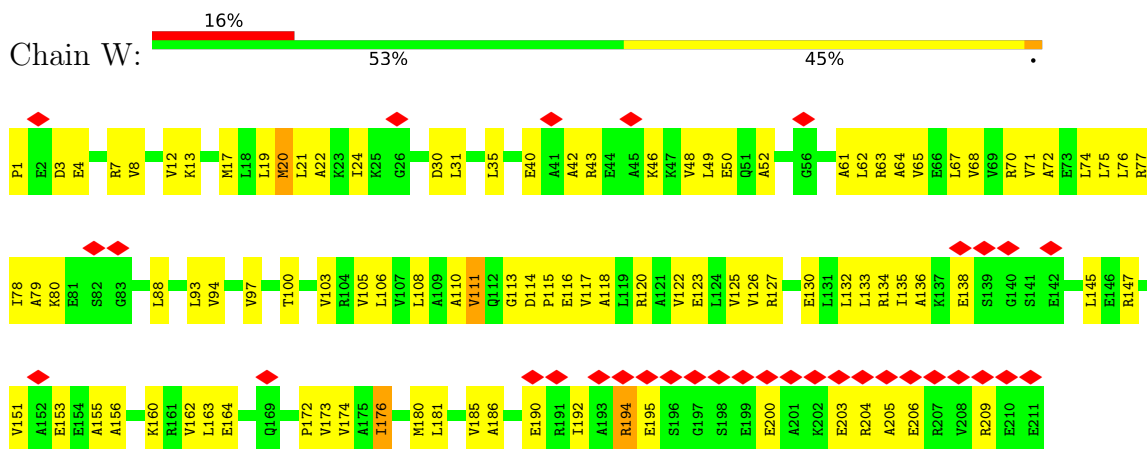 16%
Chain W:
53% 45% .
P1 E2 D3 E4 R7 V8 V12 K13 M17 L18 L19 M20 L21 A22 K23 I24 K25 G26 D30 L31 L35 E40 A41 A42 R43 E44 A45 K46 K47 V48 L49 E50 Q51 A52 G56 A61 L62 R63 A64 V65 E66 L67 V68 V69 R70 V71 A72 E73 L74 L75 L76 R77
I78 A79 K80 E81 S82 G83 L88 L93 V94 V97 T100 V103 R104 V105 L106 V107 L108 A109 A110 V111 Q112 G113 D114 P115 E116 V117 A118 L119 R120 A121 V122 E123 L124 V125 V126 R127 E130 L131 L132 L133 R134 I135 A136 K137 E138 S139 G140 S141 E142 L145 E146 R147
V151 A152 E153 E154 A155 A156 K160 R161 V162 L163 E164 Q169 P172 V173 V174 A175 I176 M180 L181 V185 A186 E190 R191 I192 A193 R194 E195 S196 G197 S198 E199 E200 A201 K202 E203 R204 A205 E206 R207 V208 R209 E210 E211